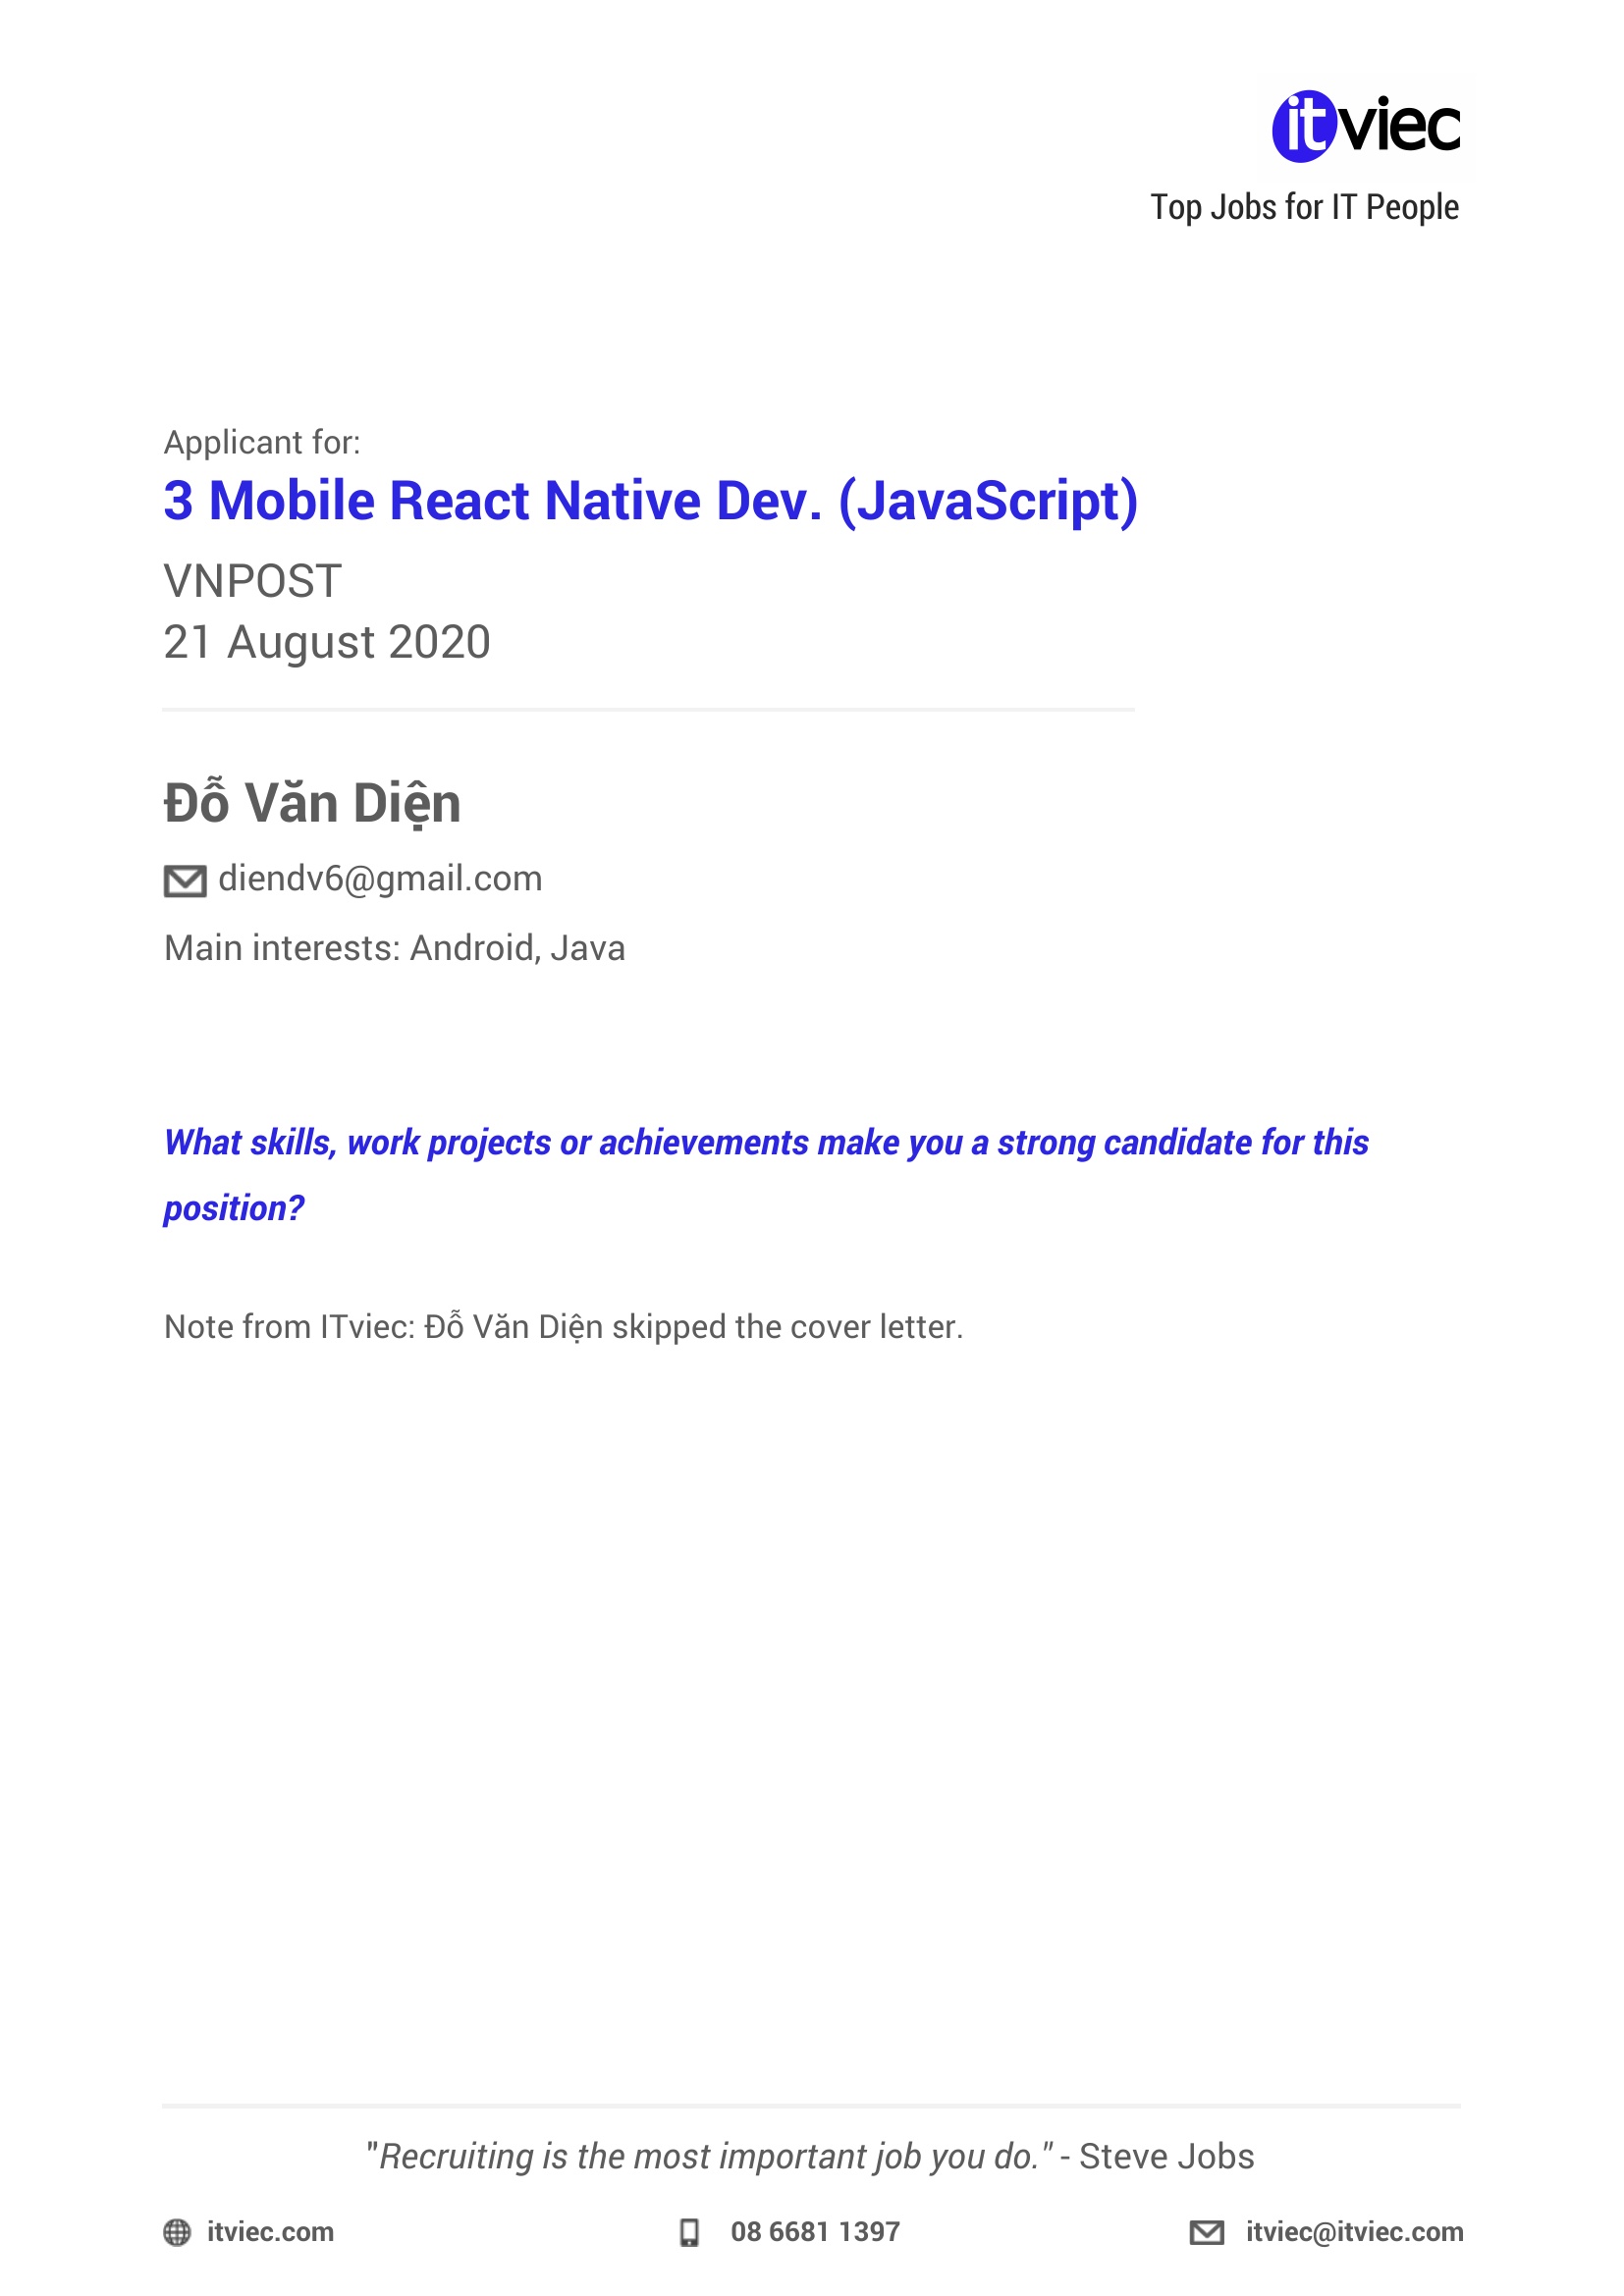 itviec
Top Jobs for IT People
Applicant for:
3 Mobile React Native Dev. (JavaScript)
VNPOST
21 August 2020
Đỗ Văn Diện
diendv6@gmail.com
Main interests: Android, Java
What skills, work projects or achievements make you a strong candidate for this
position?
Note from ITviec: Đỗ Văn Diện skipped the cover letter.
"Recruiting is the most important job you do." - Steve Jobs
itviec.com 08 6681 1397 itviec@itviec.com